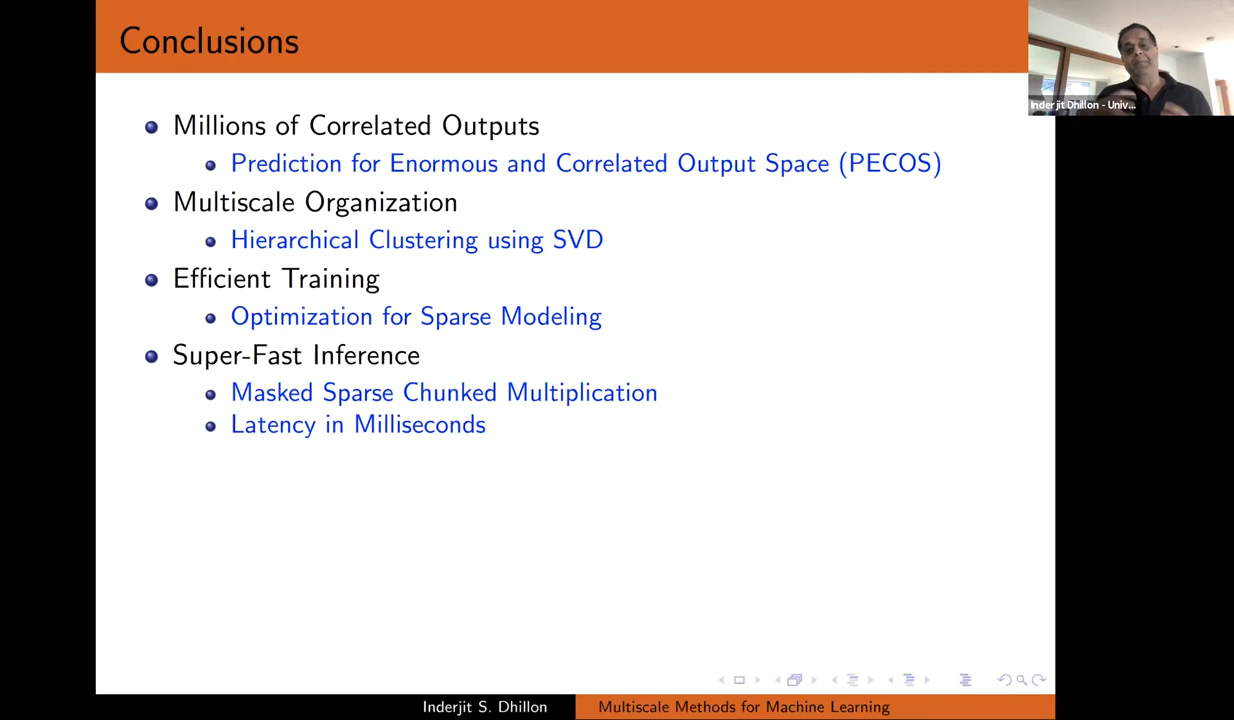 Conclusions
Inderjit Dhillon - Univ...
Millions of Correlated Outputs
Prediction for Enormous and Correlated Output Space (PECOS)
Multiscale Organization
Hierarchical Clustering using SVD
Efficient Training
Optimization for Sparse Modeling
Super-Fast Inference
Masked Sparse Chunked Multiplication
Latency in Milliseconds
Inderjit S. Dhillon
Multiscale Methods for Machine Learning